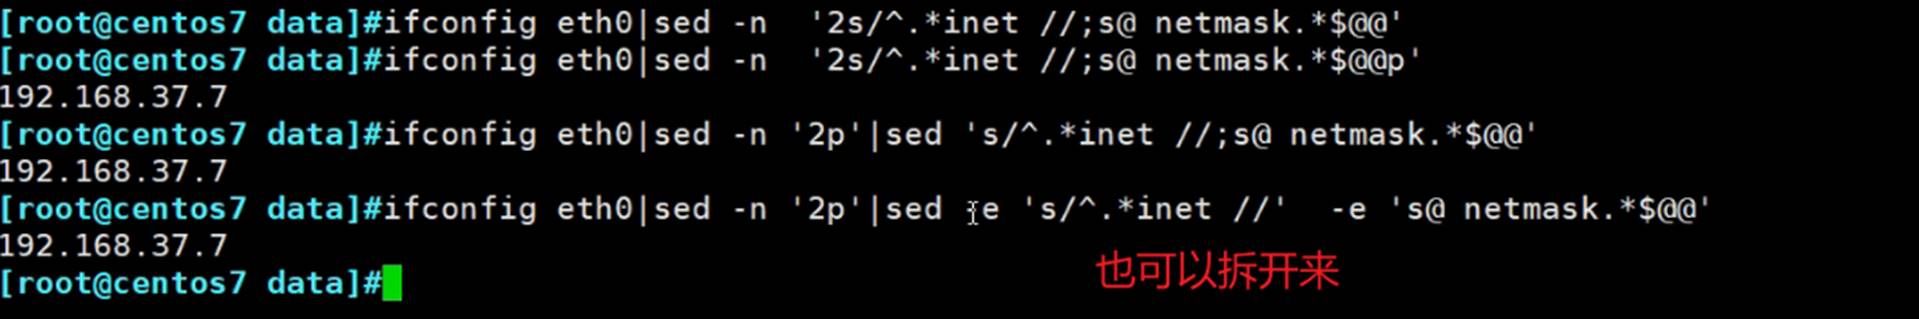 [root@centos7 data]#ifconfig eth0|sed -n  '2s/^.*inet //;s@ netmask.*$@@'
[root@centos7 data]#ifconfig eth0|sed -n  '2s/^.*inet //;s@ netmask.*$@@p'
192.168.37.7
[root@centos7 data]#ifconfig eth0|sed -n '2p'|sed 's/^.*inet //;s@ netmask.*$@@'
192.168.37.7
[root@centos7 data]#ifconfig eth0|sed -n '2p'|sed -e 's/^.*inet //'  -e 's@ netmask.*$@@'
192.168.37.7
[root@centos7 data]#
也可以拆开来